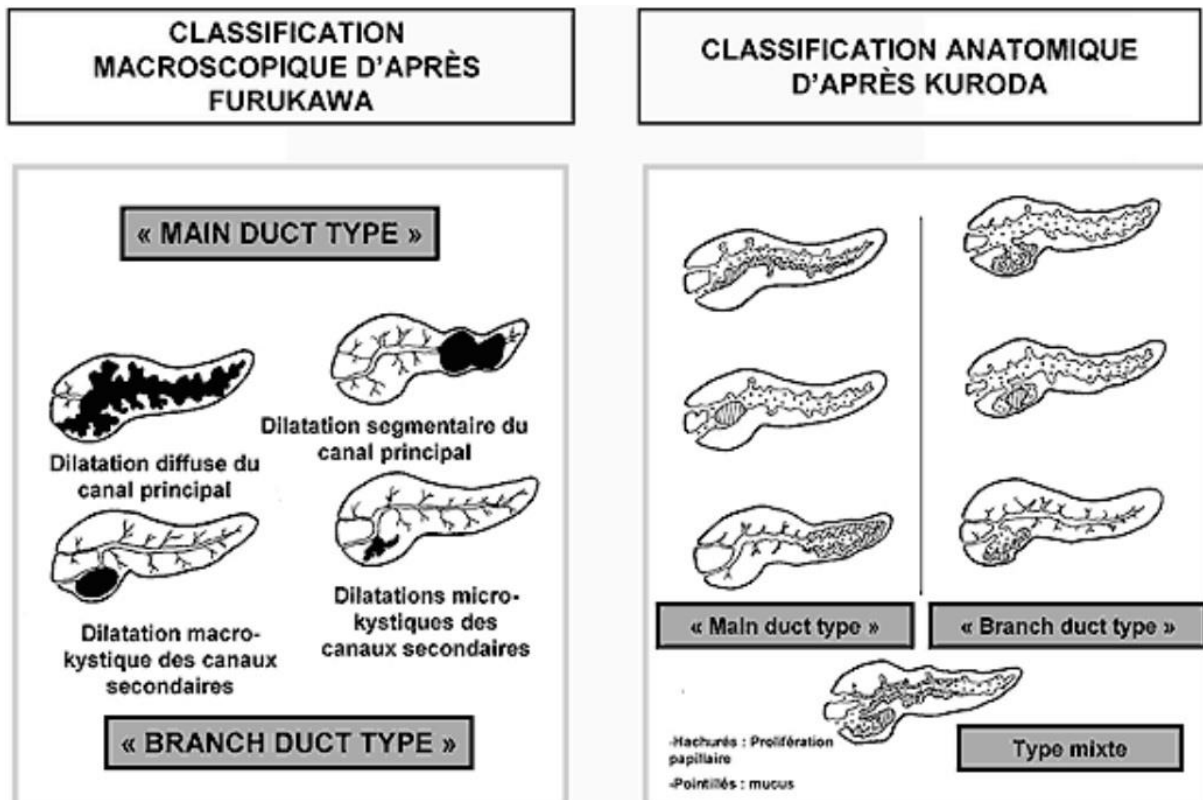 CLASSIFICATION
MACROSCOPIQUE D'APRÈS
FURUKAWA
« MAIN DUCT TYPE »
Dilatation diffuse du
canal principal
Dilatation segmentaire du
canal principal
Dilatation macro-
kystique des canaux
secondaires
Dilatations micro-
kystiques des
canaux secondaires
« BRANCH DUCT TYPE »
CLASSIFICATION ANATOMIQUE
D'APRÈS KURODA
« Main duct type »
« Branch duct type »
-Hachurés : Prolifération
papillaire
-Pointillés : mucus
Type mixte